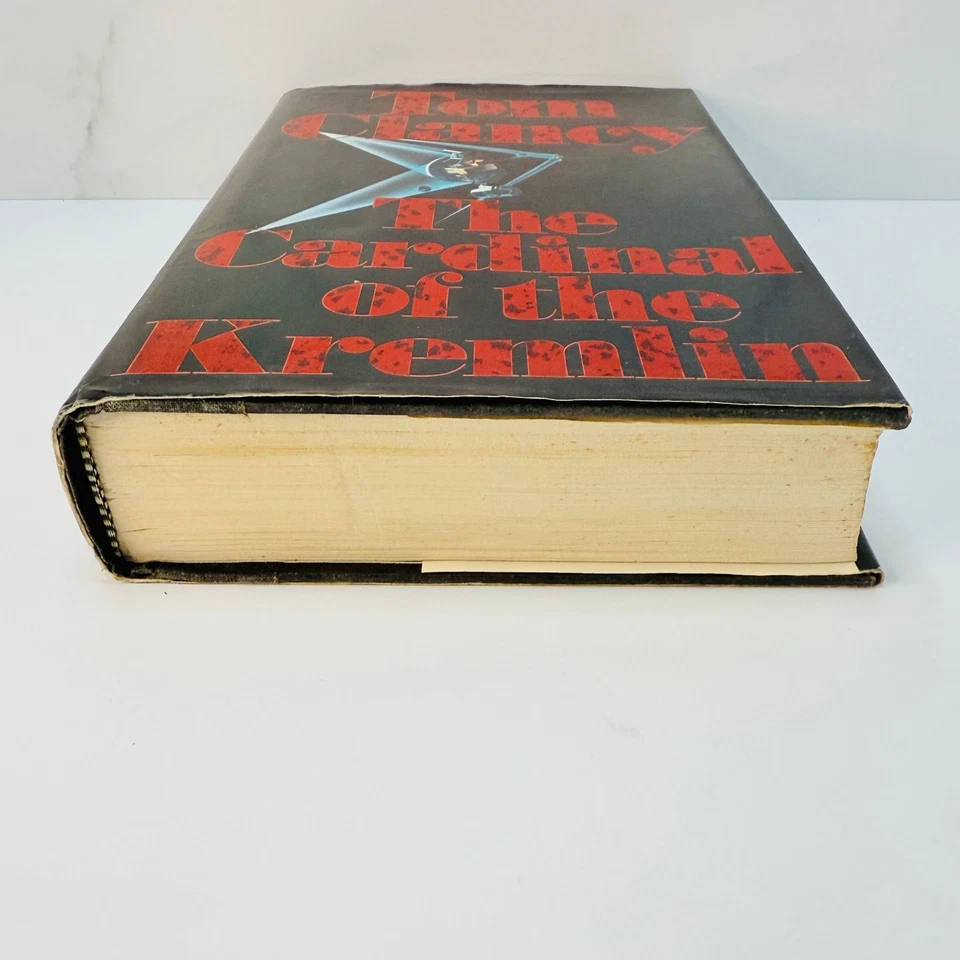 Tom
Clancy
The
Cardinal
of the
Kremlin